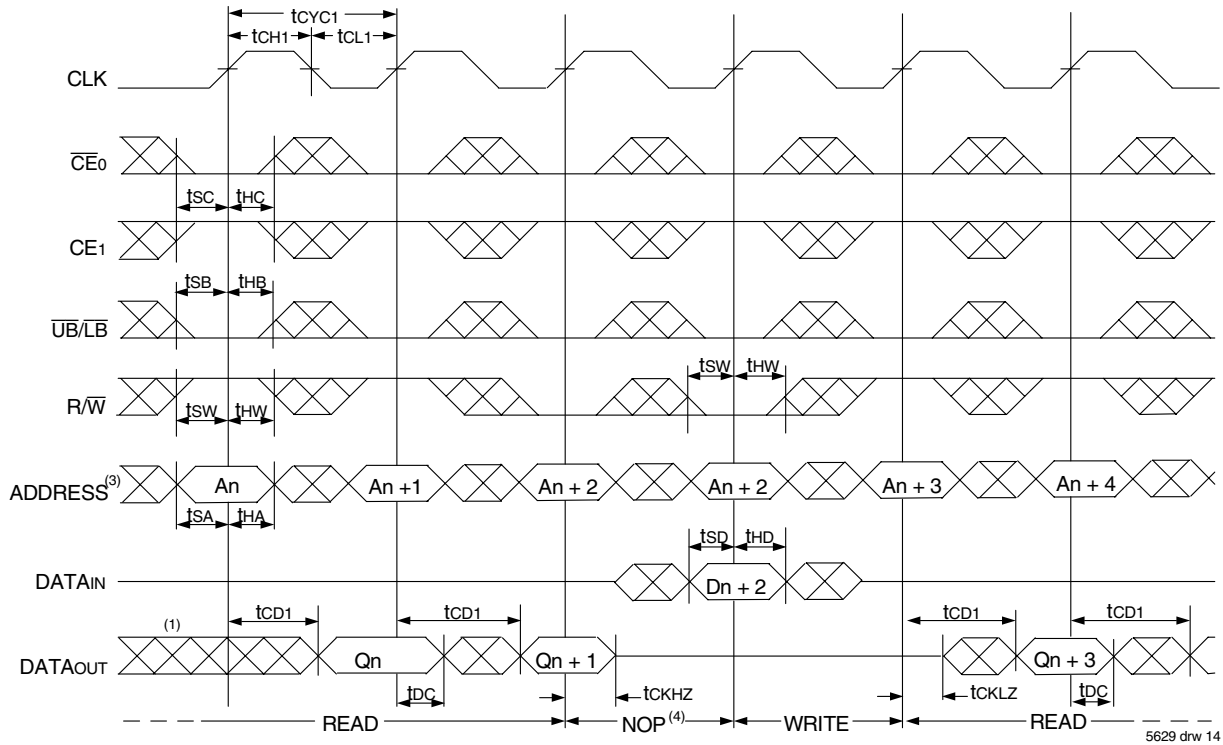 tCYC1
tCH1 tCL1
CLK
CE0
tSC tHC
CE1
tSB tHB
UB/LB
tSW tHW
R/W
tSW tHW
ADDRESS(3) An An +1 An + 2 An + 2 An + 3 An + 4
tSA tHA
tSD tHD
DATAIN Dn + 2
(1) tCD1 tCD1 tCD1 tCD1
DATAOUT Qn Qn + 1 Qn + 3
tDC tCKHZ tCKLZ tDC
READ NOP(4) WRITE READ
5629 drw 14